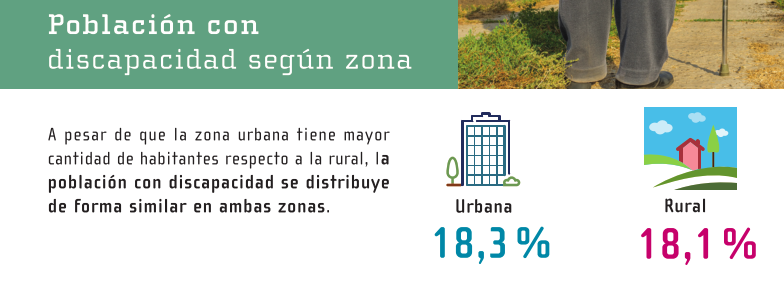 Población con
discapacidad según zona
A pesar de que la zona urbana tiene mayor
cantidad de habitantes respecto a la rural, la
población con discapacidad se distribuye
de forma similar en ambas zonas.
Urbana
Rural
18,3 %
18,1 %